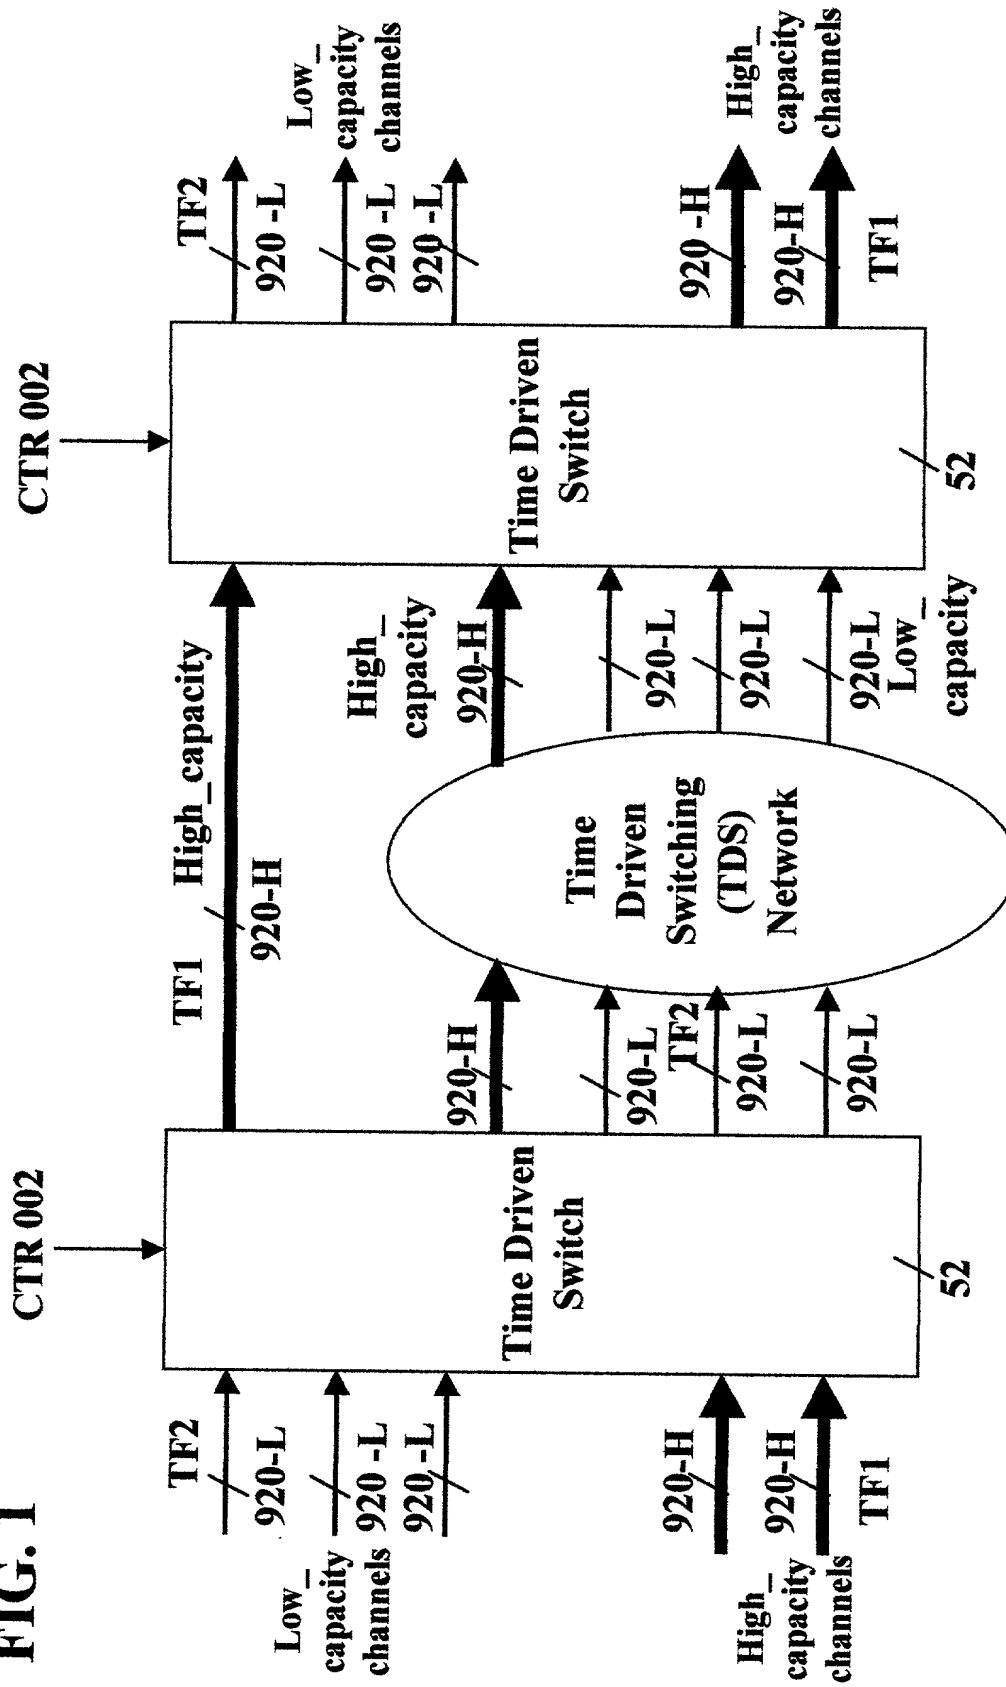 FIG. 1
CTR 002
CTR 002
TF2
920-L
Low_
capacity
channels
920 -L
920 -L
920-H
High_
capacity
channels
920-H
TF1
Time Driven
Switch
52
TF1
High_capacity
920-H
920-H
920-L
TF2
920-L
920-L
Time
Driven
Switching
(TDS)
Network
High_
capacity
920-H
920-L
920-L
920-L
Low_
capacity
Time Driven
Switch
52
TF2
920 -L
Low_
capacity
channels
920 -L
920 -L
920 -H
High_
capacity
channels
920-H
TF1